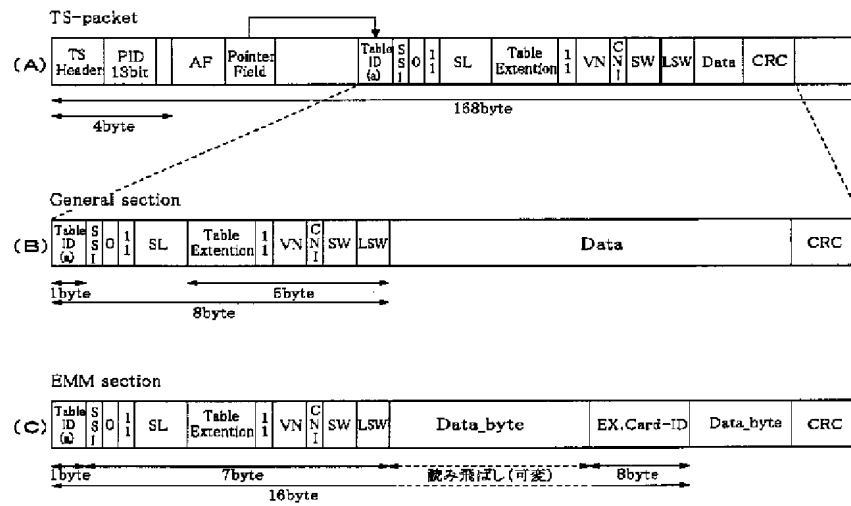 TS-packet
(A) TS Header PID 13bit AF Pointer Field Table ID (a) S S I 0 1 1 SL Table Extention 1 1 VN C N I SW LSW Data CRC
4byte
168byte
General section
(B) Table ID (a) S S I 0 1 1 SL Table Extention 1 1 VN C N I SW LSW Data CRC
1byte
5byte
8byte
EMM section
(C) Table ID (a) S S I 0 1 1 SL Table Extention 1 1 VN C N I SW LSW Data_byte EX.Card-ID Data_byte CRC
1byte 7byte 読み飛ばし(可変) 8byte
16byte